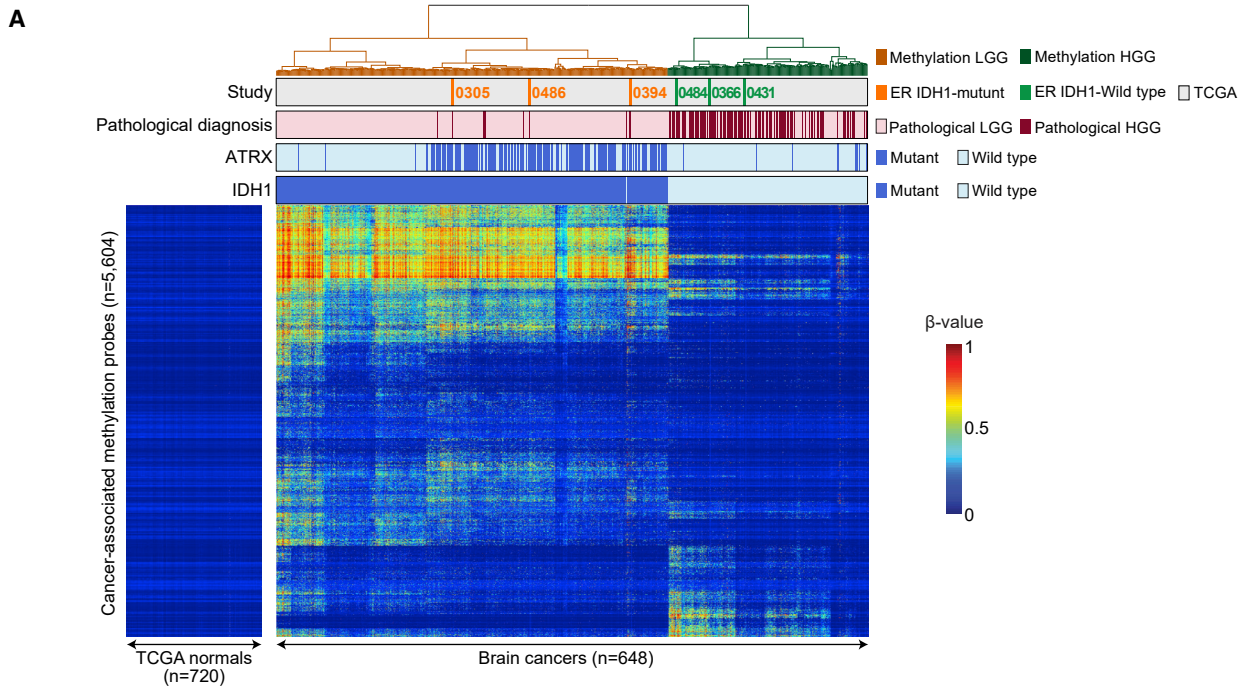 A
Methylation LGG
Methylation HGG
Study
0305
0486
0394
0484
0366
0431
ER IDH1-mutant
ER IDH1-Wild type
TCGA
Pathological diagnosis
Pathological LGG
Pathological HGG
ATRX
Mutant
Wild type
IDH1
Mutant
Wild type
Cancer-associated methylation probes (n=5,604)
β-value
1
0.5
0
TCGA normals
(n=720)
Brain cancers (n=648)